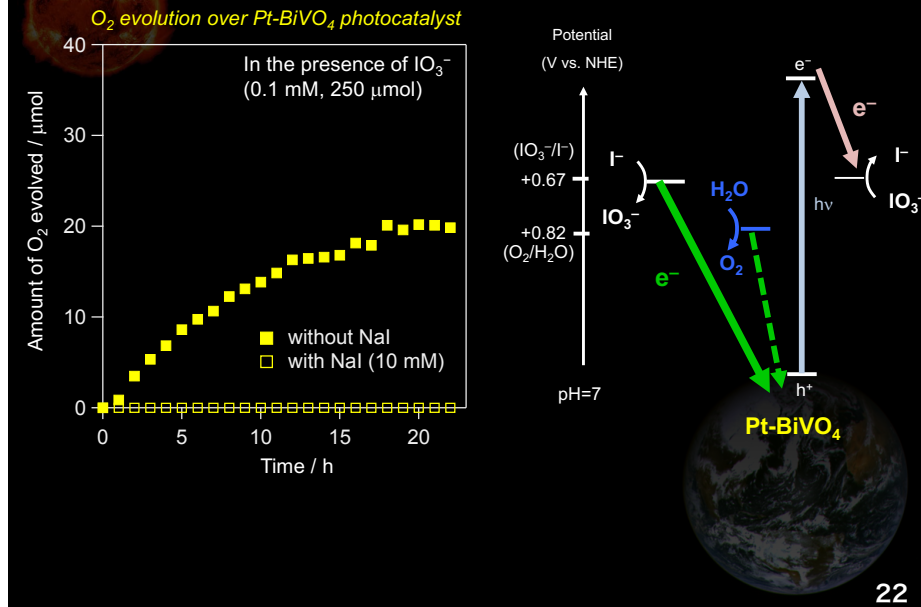 O₂ evolution over Pt-BiVO₄ photocatalyst
40
30
20
10
0
0
5
10
15
20
Amount of O₂ evolved / μmol
Time / h
In the presence of IO₃⁻
(0.1 mM, 250 μmol)
without NaI
with NaI (10 mM)
Potential
(V vs. NHE)
(IO₃⁻/I⁻)
+0.67
+0.82
(O₂/H₂O)
pH=7
I⁻
IO₃⁻
e⁻
H₂O
O₂
e⁻
hν
h⁺
e⁻
I⁻
IO₃⁻
Pt-BiVO₄
22